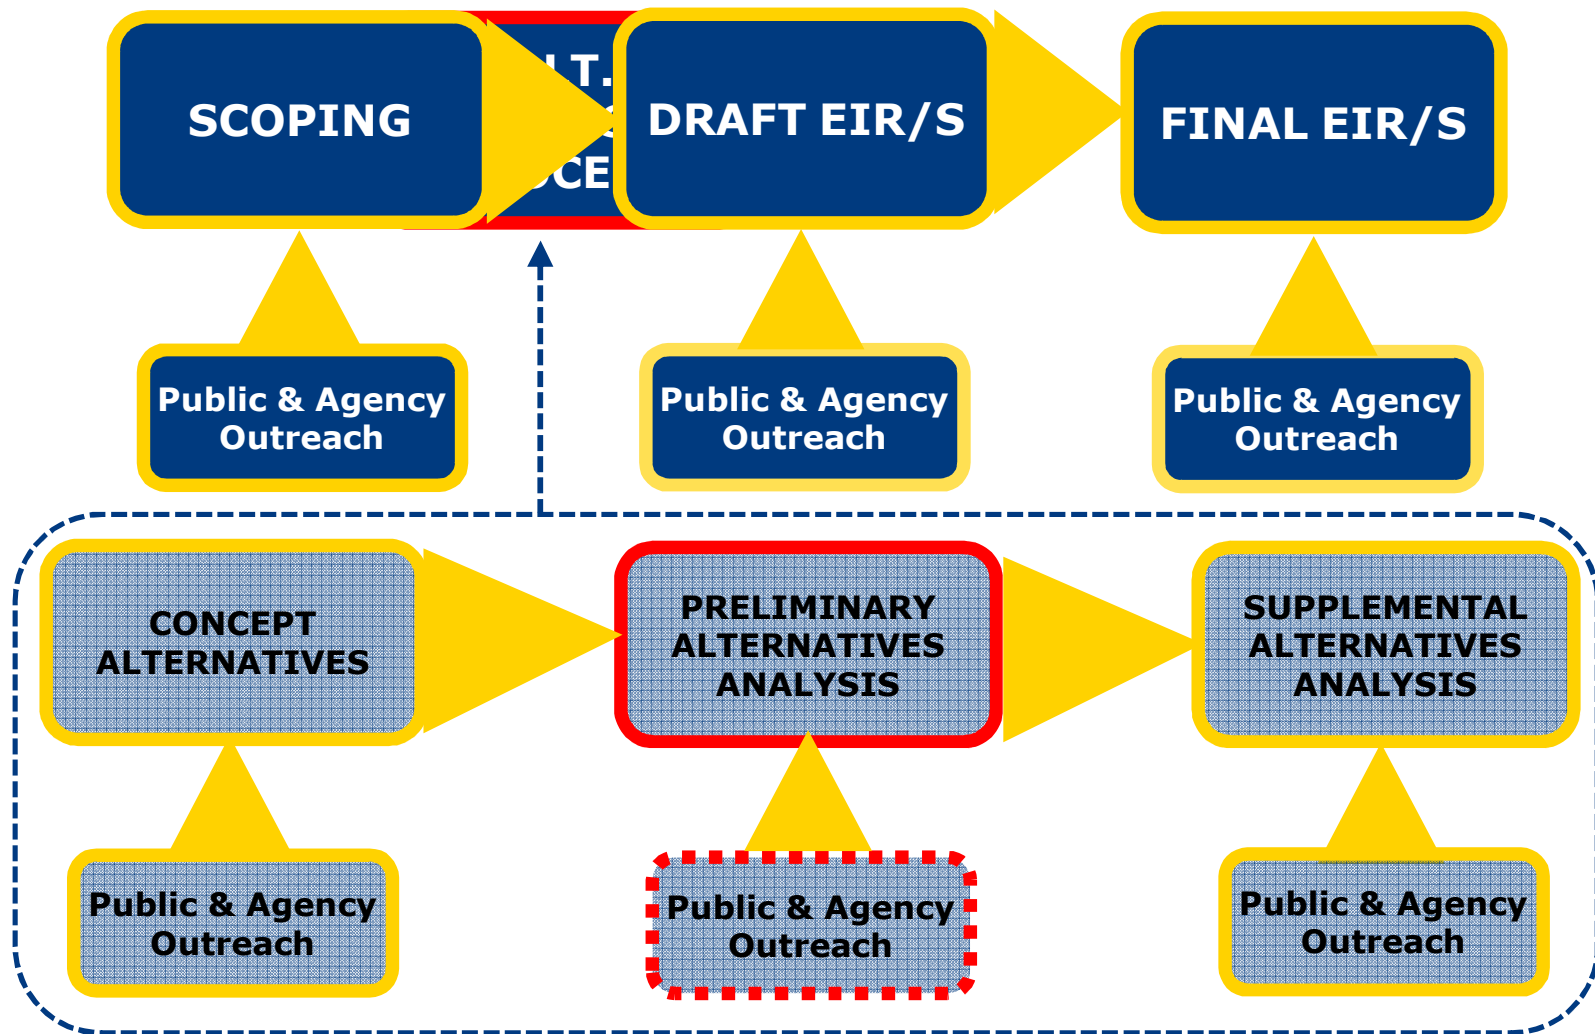 SCOPING
DRAFT EIR/S
FINAL EIR/S
Public & Agency
Outreach
Public & Agency
Outreach
Public & Agency
Outreach
CONCEPT
ALTERNATIVES
PRELIMINARY
ALTERNATIVES
ANALYSIS
SUPPLEMENTAL
ALTERNATIVES
ANALYSIS
Public & Agency
Outreach
Public & Agency
Outreach
Public & Agency
Outreach